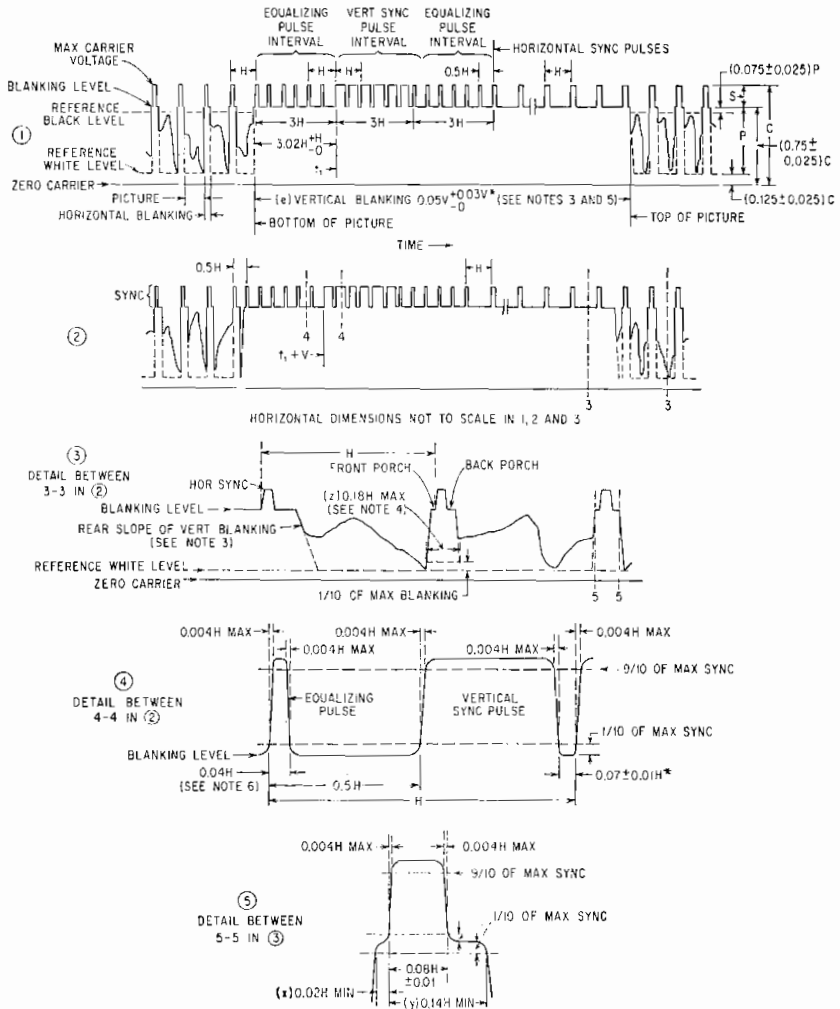 EQUALIZING PULSE INTERVAL
VERT SYNC PULSE INTERVAL
EQUALIZING PULSE INTERVAL
HORIZONTAL SYNC PULSES
MAX CARRIER VOLTAGE
H
H
H
0.5H
H
(0.075±0.025)P
BLANKING LEVEL
S
REFERENCE BLACK LEVEL
C
P
①
3H
3H
3H
3.02H +H -0
(0.75± 0.025)C
REFERENCE WHITE LEVEL
t₁
ZERO CARRIER
(0.125±0.025)C
PICTURE
(e) VERTICAL BLANKING 0.05V +0.03V* -0 (SEE NOTES 3 AND 5)
TOP OF PICTURE
HORIZONTAL BLANKING
BOTTOM OF PICTURE
TIME
0.5H
H
SYNC
②
4
4
t₁ + V
3
3
HORIZONTAL DIMENSIONS NOT TO SCALE IN 1, 2 AND 3
③
DETAIL BETWEEN
3-3 IN ②
H
FRONT PORCH
BACK PORCH
HOR SYNC
(z) 0.18H MAX
(SEE NOTE 4)
BLANKING LEVEL
REAR SLOPE OF VERT BLANKING
(SEE NOTE 3)
REFERENCE WHITE LEVEL
ZERO CARRIER
1/10 OF MAX BLANKING
5
5
0.004H MAX
0.004H MAX
0.004H MAX
0.004H MAX
0.004H MAX
9/10 OF MAX SYNC
④
DETAIL BETWEEN
4-4 IN ②
EQUALIZING PULSE
VERTICAL SYNC PULSE
1/10 OF MAX SYNC
BLANKING LEVEL
0.04H
(SEE NOTE 6)
0.5H
0.07±0.01H*
H
0.004H MAX
0.004H MAX
9/10 OF MAX SYNC
⑤
DETAIL BETWEEN
5-5 IN ③
1/10 OF MAX SYNC
0.08H
±0.01
(x) 0.02H MIN
(y) 0.14H MIN